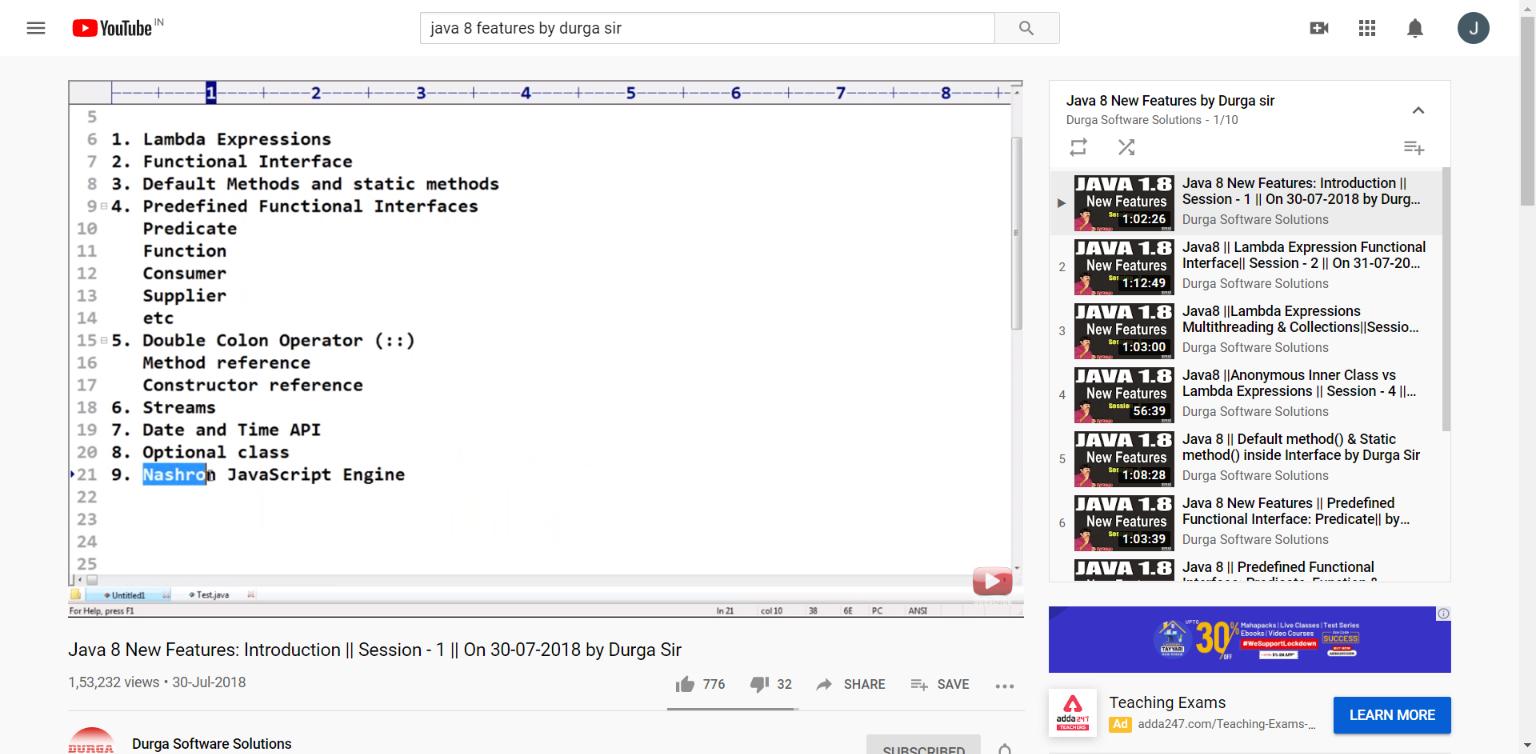 YouTube IN
java 8 features by durga sir
J
1 2 3 4 5 6 7 8
5
6 1. Lambda Expressions
7 2. Functional Interface
8 3. Default Methods and static methods
9 4. Predefined Functional Interfaces
10 Predicate
11 Function
12 Consumer
13 Supplier
14 etc
15 5. Double Colon Operator (::)
16 Method reference
17 Constructor reference
18 6. Streams
19 7. Date and Time API
20 8. Optional class
21 9. Nashron JavaScript Engine
22
23
24
25
Untitled1 Test.java
For Help, press F1 ln 21 col 10 38 6E PC ANSI
Java 8 New Features: Introduction || Session - 1 || On 30-07-2018 by Durga Sir
1,53,232 views • 30-Jul-2018
776 32 SHARE SAVE
DURGA
Durga Software Solutions
SUBSCRIBED
Java 8 New Features by Durga sir
Durga Software Solutions - 1/10
JAVA 1.8
New Features
1:02:26
Java 8 New Features: Introduction ||
Session - 1 || On 30-07-2018 by Durg...
Durga Software Solutions
2
JAVA 1.8
New Features
1:12:49
Java8 || Lambda Expression Functional
Interface|| Session - 2 || On 31-07-20...
Durga Software Solutions
3
JAVA 1.8
New Features
1:03:00
Java8 ||Lambda Expressions
Multithreading & Collections||Sessio...
Durga Software Solutions
4
JAVA 1.8
New Features
56:39
Java8 ||Anonymous Inner Class vs
Lambda Expressions || Session - 4 ||...
Durga Software Solutions
5
JAVA 1.8
New Features
1:08:28
Java 8 || Default method() & Static
method() inside Interface by Durga Sir
Durga Software Solutions
6
JAVA 1.8
New Features
1:03:39
Java 8 New Features || Predefined
Functional Interface: Predicate|| by...
Durga Software Solutions
JAVA 1.8
Java 8 || Predefined Functional
UPTO 30% OFF
Mahapacks | Live Classes | Test Series
Ebooks | Video Courses
#WeSupportLockdown
SUCCESS
Teaching Exams
adda247
TEACHERS
Ad adda247.com/Teaching-Exams-...
LEARN MORE